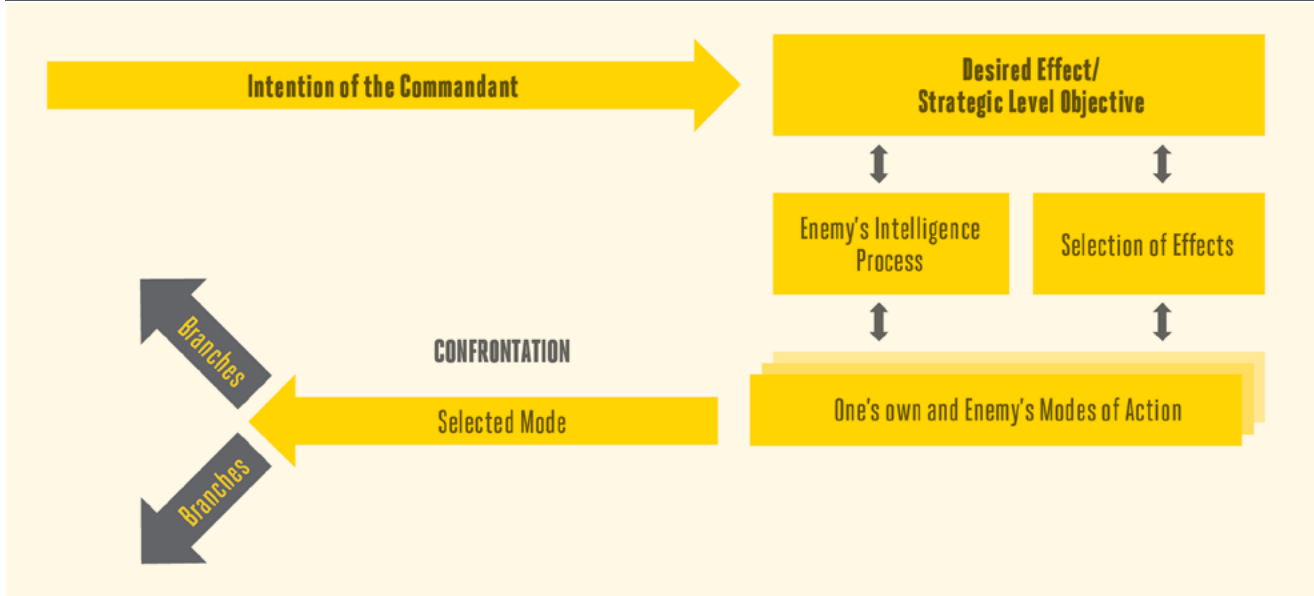 Intention of the Commandant
Desired Effect/
Strategic Level Objective
Enemy's Intelligence
Process
Selection of Effects
Branches
CONFRONTATION
Selected Mode
One's own and Enemy's Modes of Action
Branches